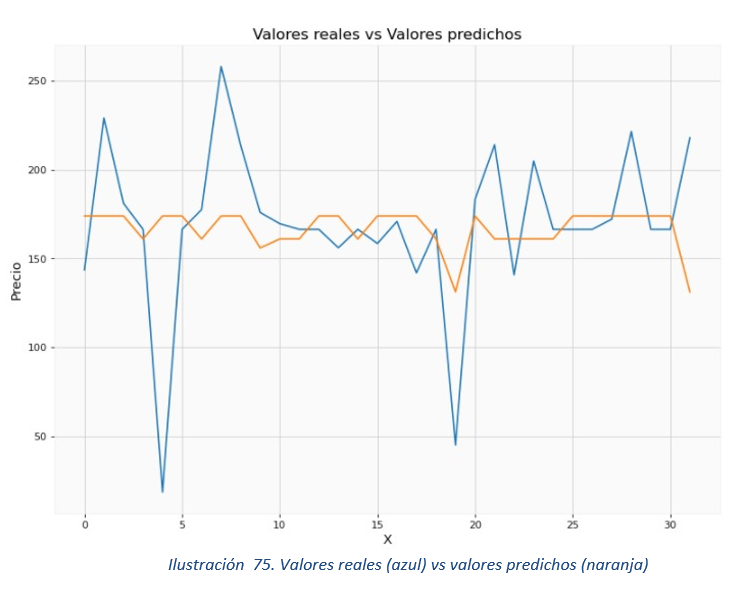 Valores reales vs Valores predichos
250
200
150
100
50
Precio
0 5 10 15 20 25 30
X
Ilustración 75. Valores reales (azul) vs valores predichos (naranja)